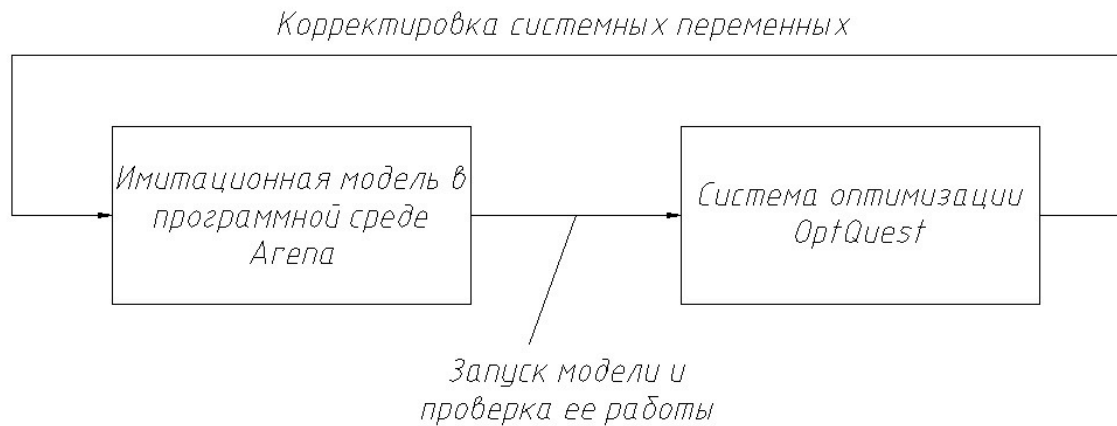 Корректировка системных переменных
Имитационная модель в
программной среде
Arena
Система оптимизации
OptQuest
Запуск модели и
проверка ее работы